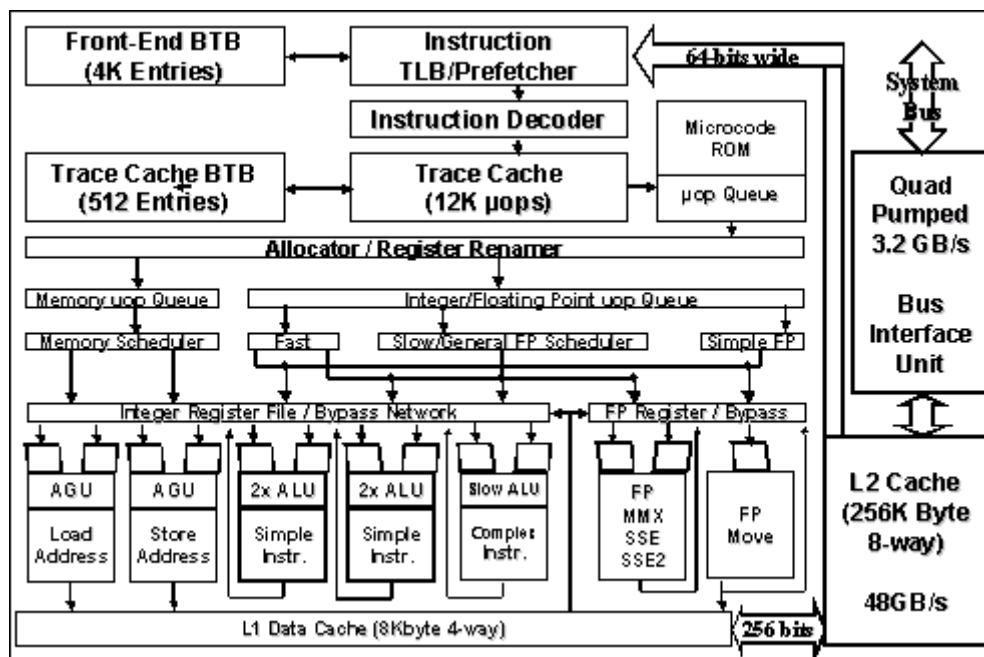 Front-End BTB
(4K Entries)
Instruction
TLB/Prefetcher
64-bits wide
System
Bus
Instruction Decoder
Microcode
ROM
Trace Cache BTB
(512 Entries)
Trace Cache
(12K µops)
µop Queue
Quad
Pumped
3.2 GB/s
Bus
Interface
Unit
Allocator / Register Renamer
Memory uop Queue
Integer/Floating Point uop Queue
Memory Scheduler
Fast
Slow/General FP Scheduler
Simple FP
Integer Register File / Bypass Network
FP Register / Bypass
AGU
Load
Address
AGU
Store
Address
2x ALU
Simple
Instr.
2x ALU
Simple
Instr.
Slow ALU
Complex
Instr.
FP
MMX
SSE
SSE2
FP
Move
L2 Cache
(256K Byte
8-way)
48GB/s
L1 Data Cache (8Kbyte 4-way)
256 bits